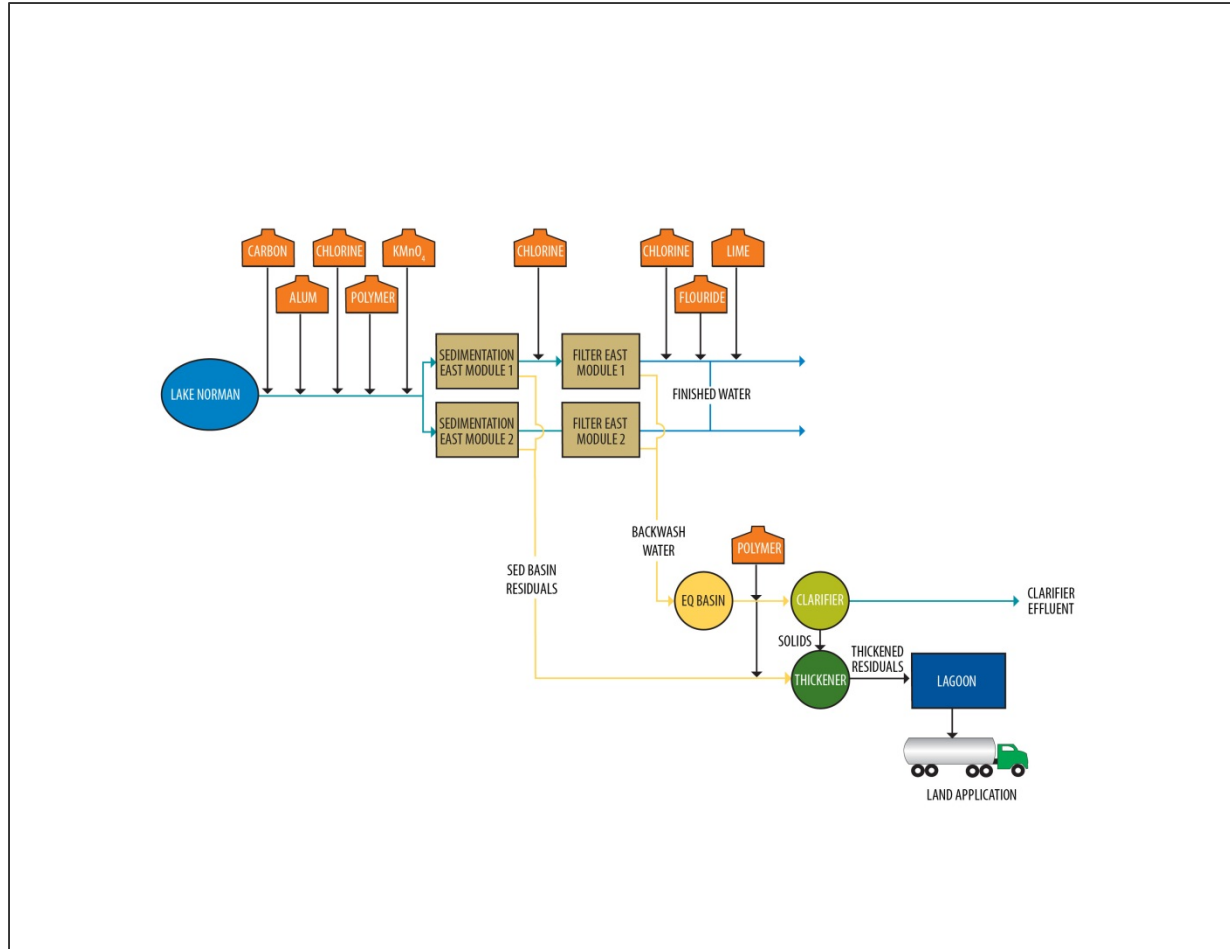 CARBON
CHLORINE
KMnO4
CHLORINE
CHLORINE
LIME
ALUM
POLYMER
FLOURIDE
SEDIMENTATION
EAST MODULE 1
FILTER EAST
MODULE 1
LAKE NORMAN
FINISHED WATER
SEDIMENTATION
EAST MODULE 2
FILTER EAST
MODULE 2
BACKWASH
WATER
POLYMER
SED BASIN
RESIDUALS
EQ BASIN
CLARIFIER
CLARIFIER
EFFLUENT
SOLIDS
THICKENED
RESIDUALS
THICKENER
LAGOON
LAND APPLICATION